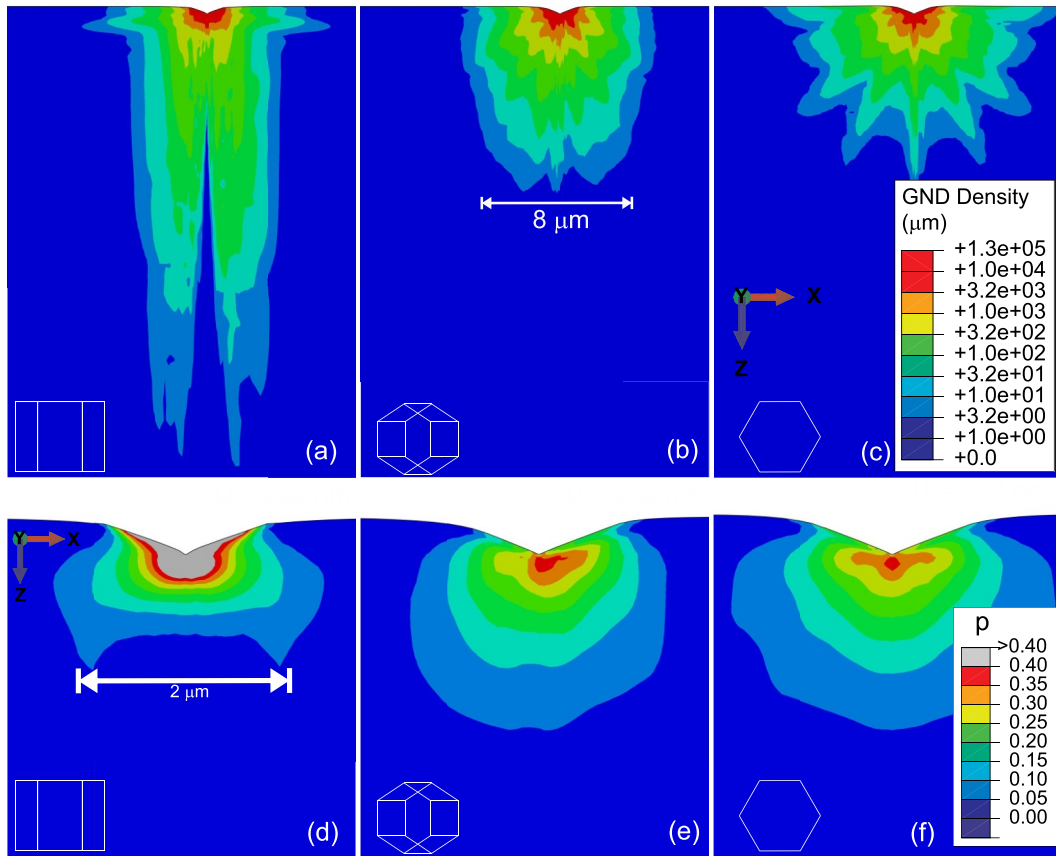 (a)
8 μm
(b)
(c)
GND Density
(μm)
+1.3e+05
+1.0e+04
+3.2e+03
+1.0e+03
+3.2e+02
+1.0e+02
+3.2e+01
+1.0e+01
+3.2e+00
+1.0e+00
+0.0
Y X
Z
Y X
Z
2 μm
(d)
(e)
(f)
p
>0.40
0.40
0.35
0.30
0.25
0.20
0.15
0.10
0.05
0.00